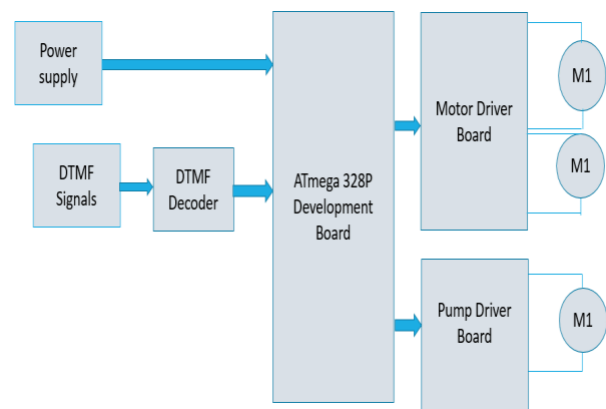 Power
supply
DTMF
Signals
DTMF
Decoder
ATmega 328P
Development
Board
Motor Driver
Board
M1
M1
Pump Driver
Board
M1